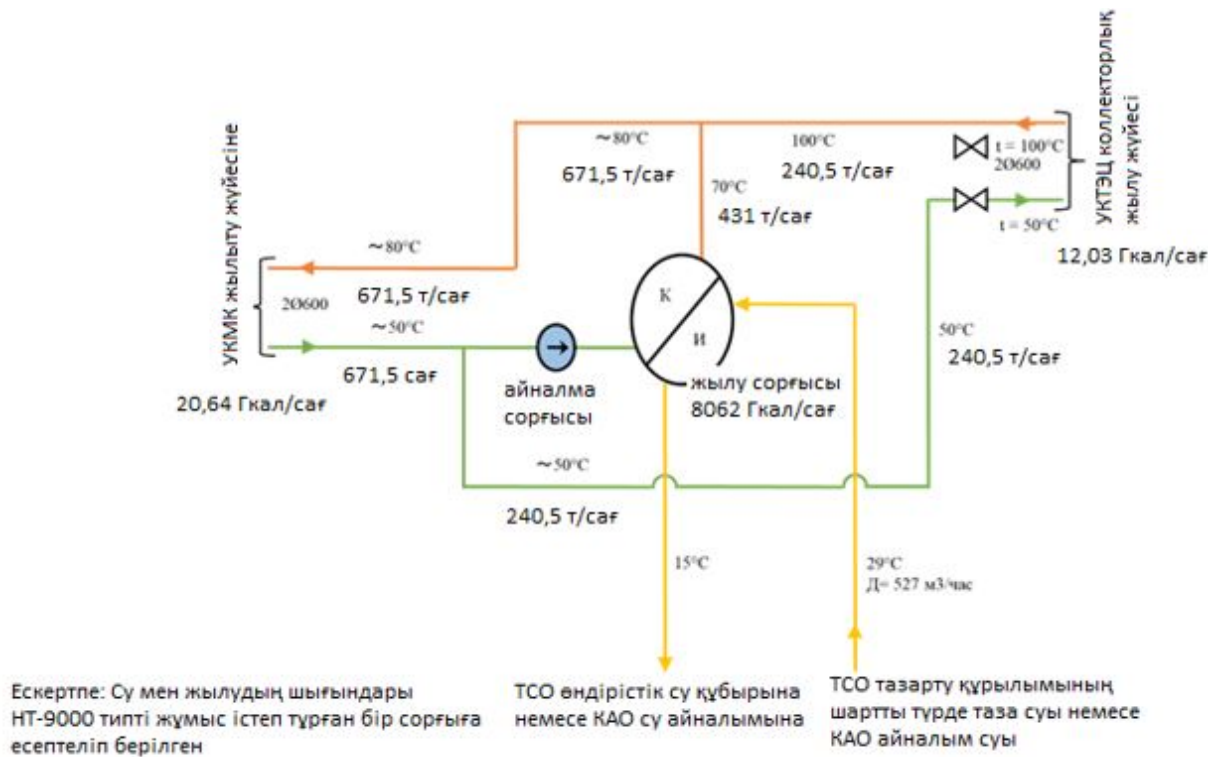 ~80°C
671,5 т/сағ
100°C
240,5 т/сағ
t = 100°C
2Ø600
УКТЭЦ коллекторлық
жылу жүйесі
70°C
431 т/сағ
t = 50°C
12,03 Гкал/сағ
УКМК жылыту жүйесіне
~80°C
671,5 т/сағ
2Ø600
~50°C
671,5 сағ
20,64 Гкал/сағ
айналма
сорғысы
К
И
жылу сорғысы
8062 Гкал/сағ
50°C
240,5 т/сағ
~50°C
240,5 т/сағ
15°C
29°C
Д= 527 м3/час
Ескертпе: Су мен жылудың шығындары
НТ-9000 типті жұмыс істеп тұрған бір сорғыға
есептеліп берілген
ТСО өндірістік су құбырына
немесе КАО су айналымына
ТСО тазарту құрылымының
шартты түрде таза суы немесе
КАО айналым суы